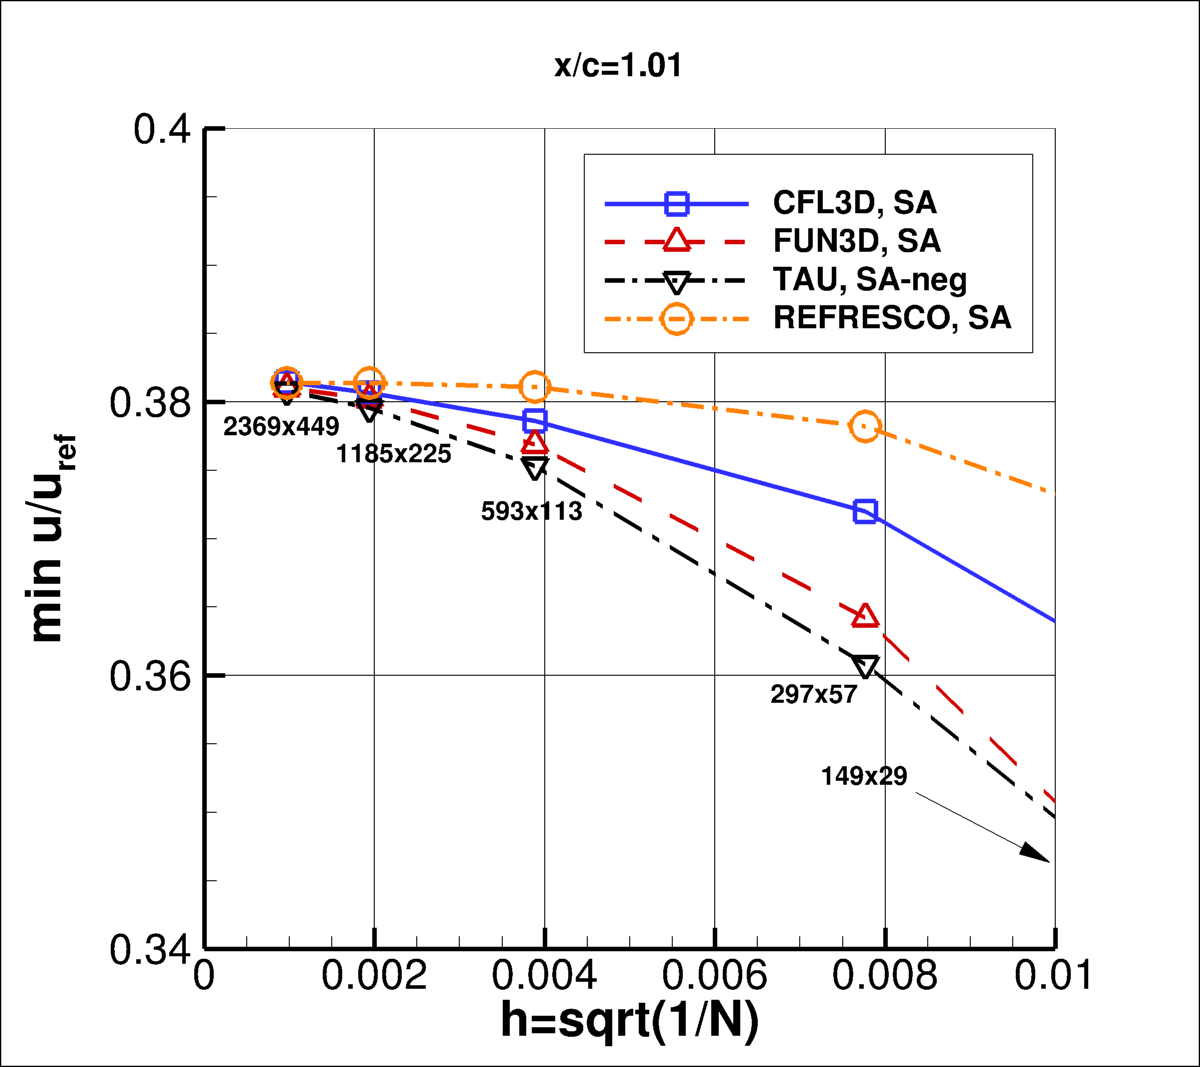 x/c=1.01
0.4
CFL3D, SA
FUN3D, SA
TAU, SA-neg
REFRESCO, SA
0.38
2369x449
1185x225
593x113
min u/u_ref
0.36
297x57
149x29
0.34
0 0.002 0.004 0.006 0.008 0.01
h=sqrt(1/N)